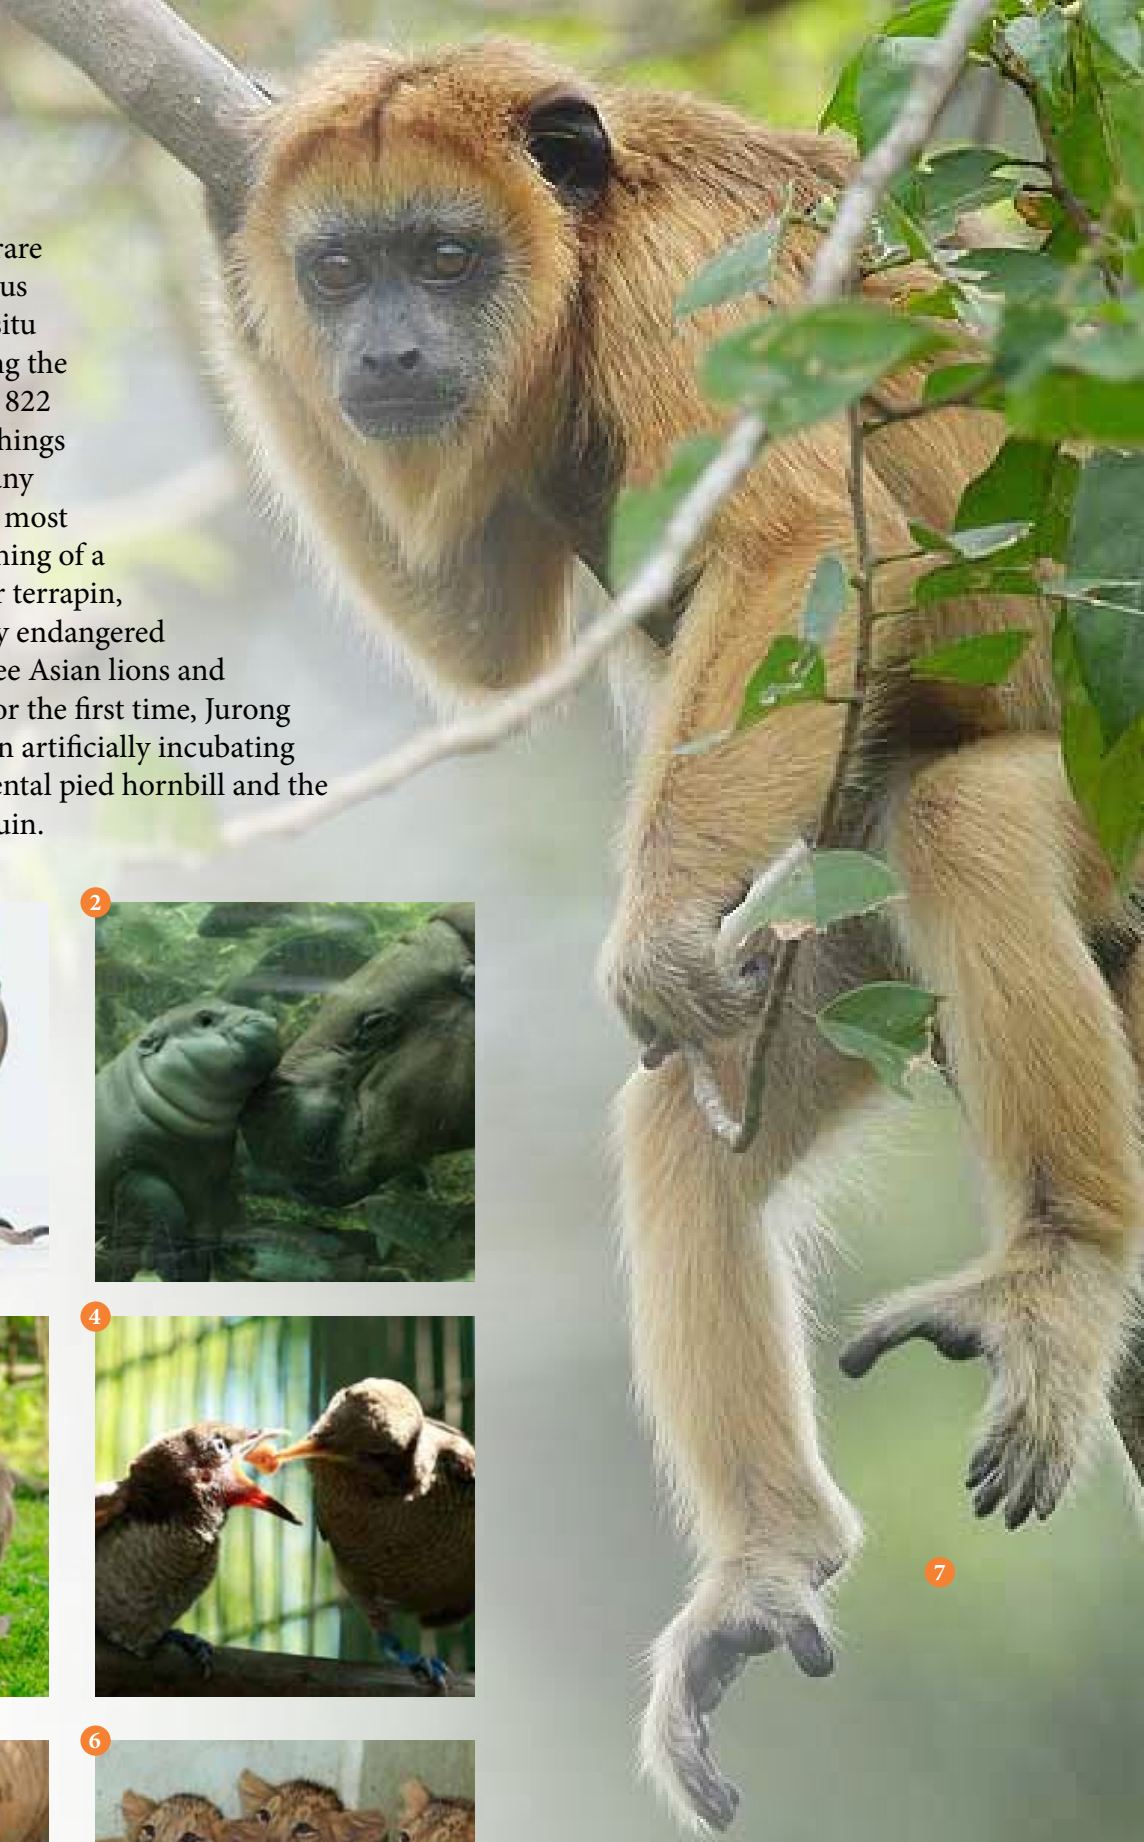 rare
us
situ
ng the
822
hings
any
most
ning of a
r terrapin,
y endangered
ee Asian lions and
or the first time, Jurong
n artificially incubating
ental pied hornbill and the
uin.
2
4
7
6